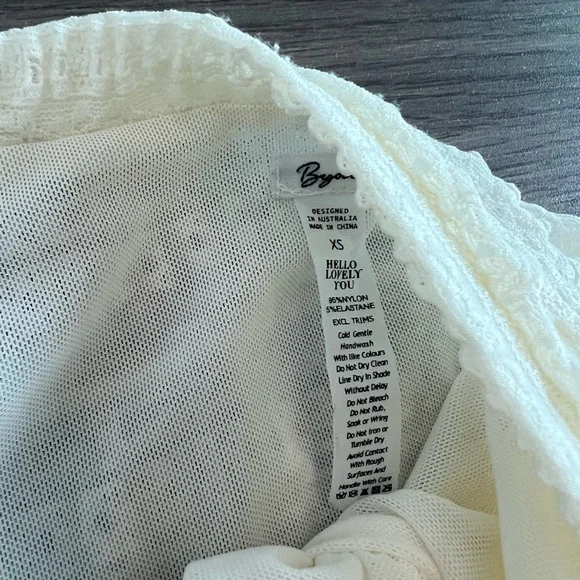 DESIGNED
IN AUSTRALIA
MADE IN CHINA
XS
HELLO
LOVELY
YOU
95%NYLON
5%ELASTANE
EXCL TRIMS
Cold Gentle
Handwash
With like Colours
Do Not Dry Clean
Line Dry In Shade
Without Delay
Do Not Bleach
Do Not Rub,
Soak or Wring
Do Not Iron or
Tumble Dry
Avoid Contact
With Rough
Surfaces And
Handle With Care